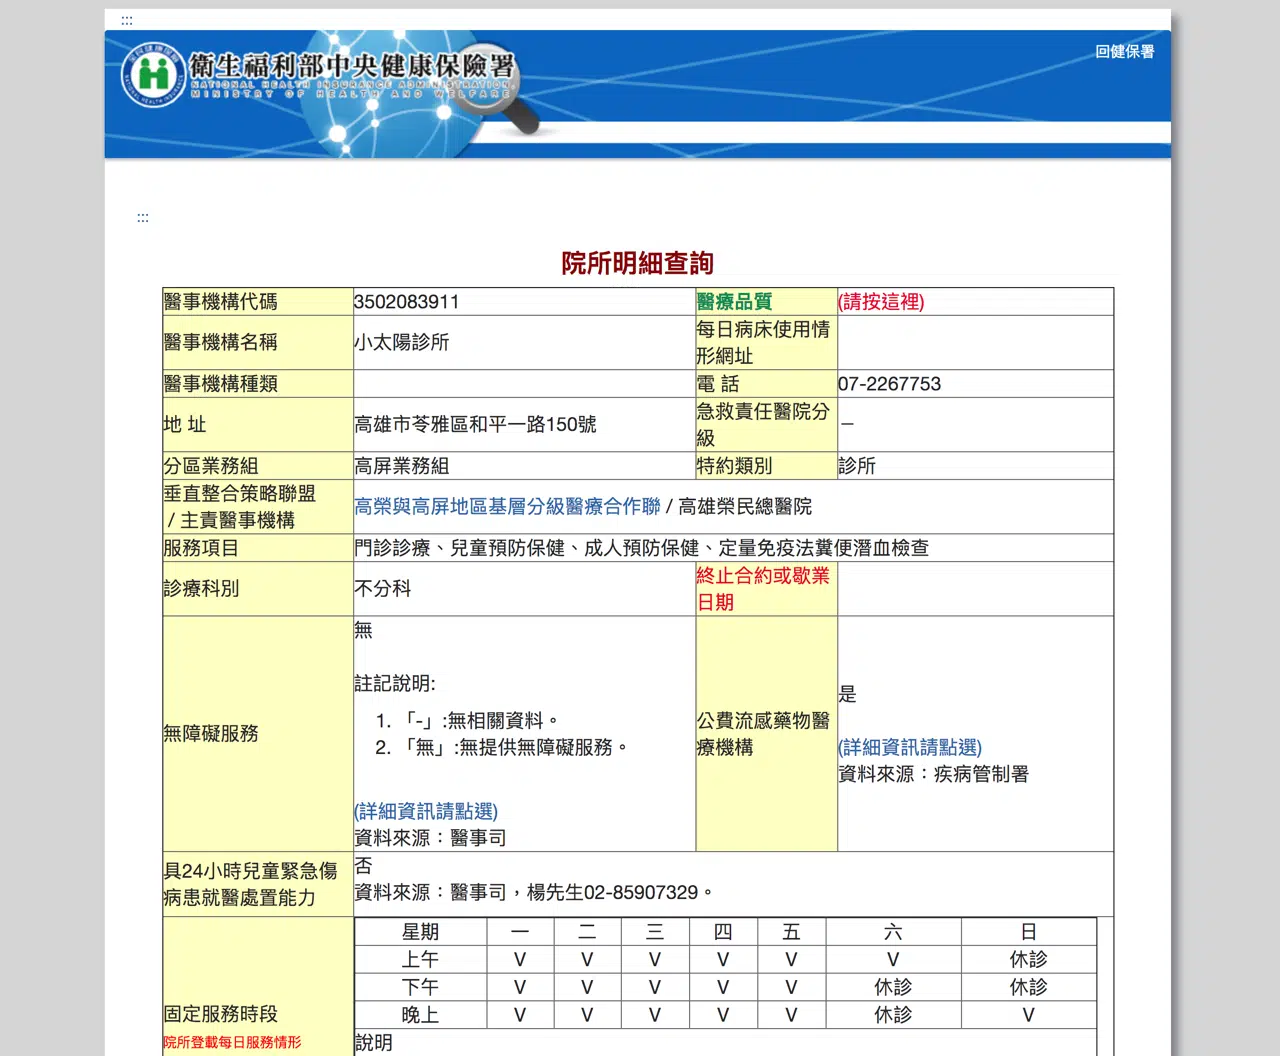 :::
衛生福利部中央健康保險署
NATIONAL HEALTH INSURANCE ADMINISTRATION,
MINISTRY OF HEALTH AND WELFARE
回健保署
:::
院所明細查詢
醫事機構代碼 3502083911 醫療品質 (請按這裡)
醫事機構名稱 小太陽診所 每日病床使用情
形網址
醫事機構種類 電 話 07-2267753
地 址 高雄市苓雅區和平一路150號 急救責任醫院分
級 －
分區業務組 高屏業務組 特約類別 診所
垂直整合策略聯盟
/ 主責醫事機構 高榮與高屏地區基層分級醫療合作聯 / 高雄榮民總醫院
服務項目 門診診療、兒童預防保健、成人預防保健、定量免疫法糞便潛血檢查
診療科別 不分科 終止合約或歇業
日期
無障礙服務
無
註記說明:
1. 「-」:無相關資料。
2. 「無」:無提供無障礙服務。
(詳細資訊請點選)
資料來源：醫事司
公費流感藥物醫
療機構
是
(詳細資訊請點選)
資料來源：疾病管制署
具24小時兒童緊急傷
病患就醫處置能力
否
資料來源：醫事司，楊先生02-85907329。
固定服務時段
院所登載每日服務情形
星期 一 二 三 四 五 六 日
上午 V V V V V V 休診
下午 V V V V V 休診 休診
晚上 V V V V V 休診 V
說明